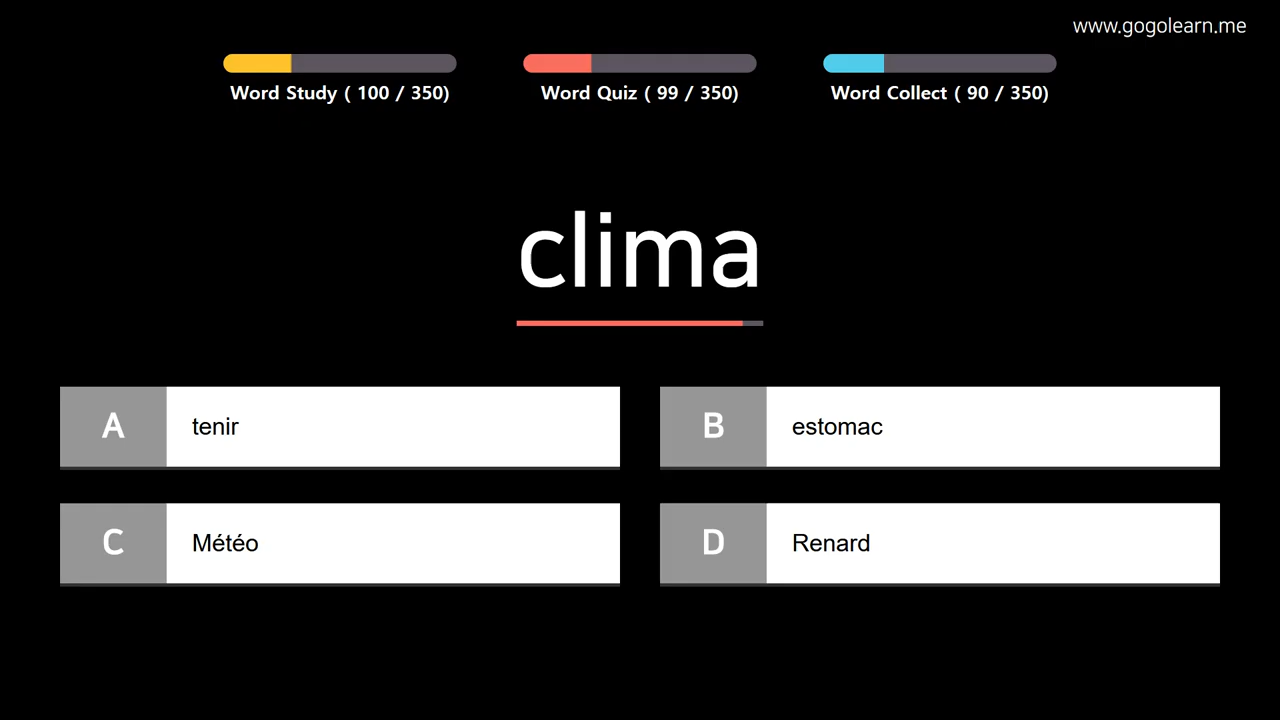 www.gogolearn.me
Word Study ( 100 / 350)
Word Quiz ( 99 / 350)
Word Collect ( 90 / 350)
clima
A
tenir
B
estomac
C
Météo
D
Renard